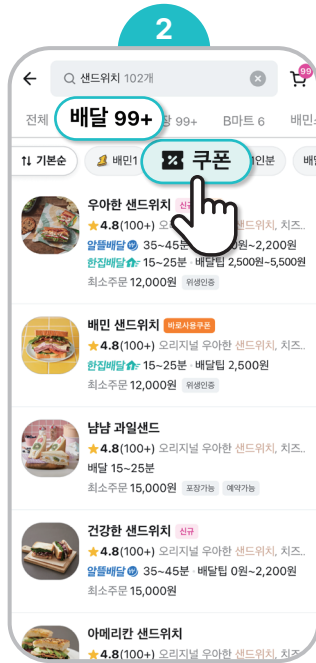 2
샌드위치 102개
99
전체 배달 99+ 장 99+ B마트 6 배민
기본순 배민1 쿠폰 1인분 배
우아한 샌드위치 신규
4.8(100+) 오 샌드위치, 치즈..
알뜰배달 35~45분 0원~2,200원
한집배달 15~25분 · 배달팁 2,500원~5,500원
최소주문 12,000원 위생인증
배민 샌드위치 바로사용쿠폰
4.8(100+) 오리지널 우아한 샌드위치, 치즈..
한집배달 15~25분 · 배달팁 2,500원
최소주문 12,000원 위생인증
냠냠 과일샌드
4.8(100+) 오리지널 우아한 샌드위치, 치즈..
배달 15~25분
최소주문 15,000원 포장가능 예약가능
건강한 샌드위치 신규
4.8(100+) 오리지널 우아한 샌드위치, 치즈..
알뜰배달 35~45분 · 배달팁 0원~2,200원
최소주문 15,000원
아메리칸 샌드위치
4.8(100+) 오리지널 우아한 샌드위치, 치즈